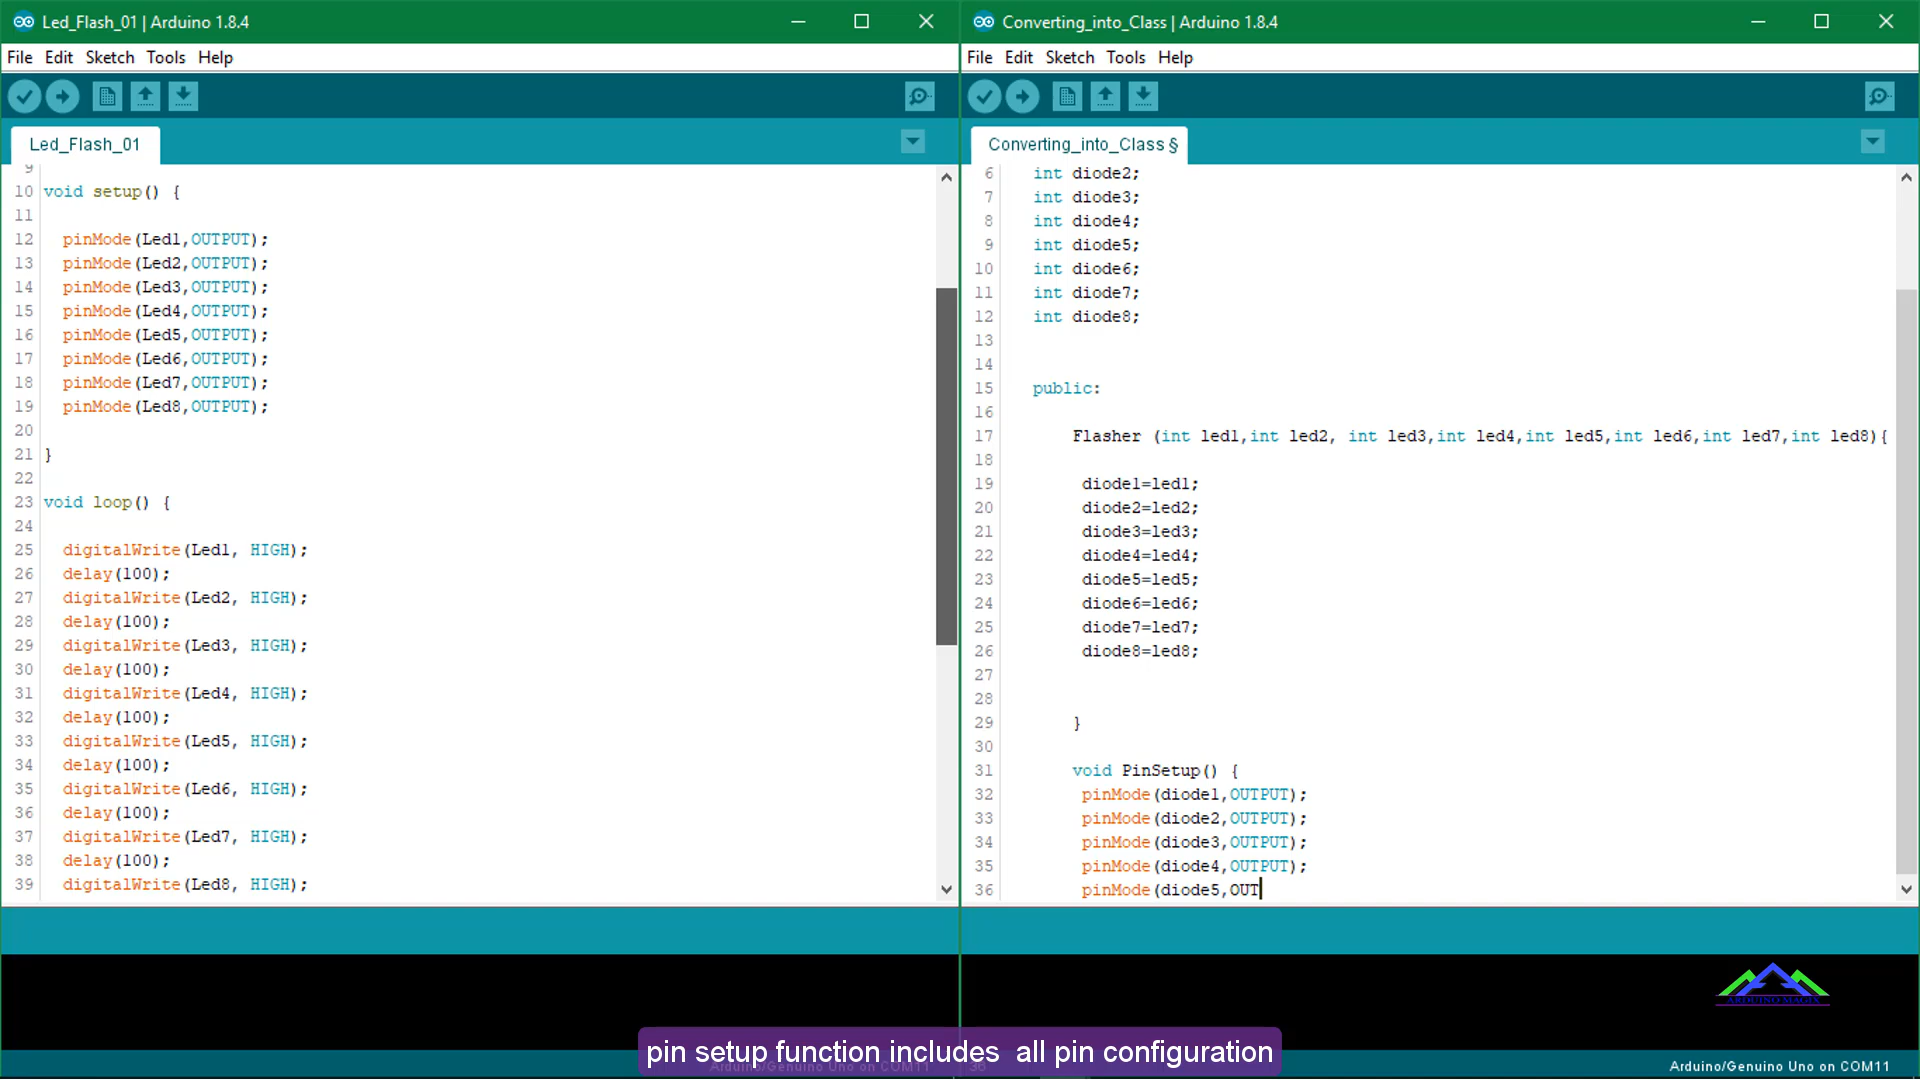 Led_Flash_01 | Arduino 1.8.4
File Edit Sketch Tools Help
Led_Flash_01
9
10 void setup() {
11
12 pinMode(Led1,OUTPUT);
13 pinMode(Led2,OUTPUT);
14 pinMode(Led3,OUTPUT);
15 pinMode(Led4,OUTPUT);
16 pinMode(Led5,OUTPUT);
17 pinMode(Led6,OUTPUT);
18 pinMode(Led7,OUTPUT);
19 pinMode(Led8,OUTPUT);
20
21 }
22
23 void loop() {
24
25 digitalWrite(Led1, HIGH);
26 delay(100);
27 digitalWrite(Led2, HIGH);
28 delay(100);
29 digitalWrite(Led3, HIGH);
30 delay(100);
31 digitalWrite(Led4, HIGH);
32 delay(100);
33 digitalWrite(Led5, HIGH);
34 delay(100);
35 digitalWrite(Led6, HIGH);
36 delay(100);
37 digitalWrite(Led7, HIGH);
38 delay(100);
39 digitalWrite(Led8, HIGH);
Converting_into_Class | Arduino 1.8.4
File Edit Sketch Tools Help
Converting_into_Class §
6 int diode2;
7 int diode3;
8 int diode4;
9 int diode5;
10 int diode6;
11 int diode7;
12 int diode8;
13
14
15 public:
16
17 Flasher (int led1,int led2, int led3,int led4,int led5,int led6,int led7,int led8){
18
19 diode1=led1;
20 diode2=led2;
21 diode3=led3;
22 diode4=led4;
23 diode5=led5;
24 diode6=led6;
25 diode7=led7;
26 diode8=led8;
27
28
29 }
30
31 void PinSetup() {
32 pinMode(diode1,OUTPUT);
33 pinMode(diode2,OUTPUT);
34 pinMode(diode3,OUTPUT);
35 pinMode(diode4,OUTPUT);
36 pinMode(diode5,OUT
ARDUINO MAGIX
pin setup function includes all pin configuration
Arduino/Genuino Uno on COM11
36
Arduino/Genuino Uno on COM11